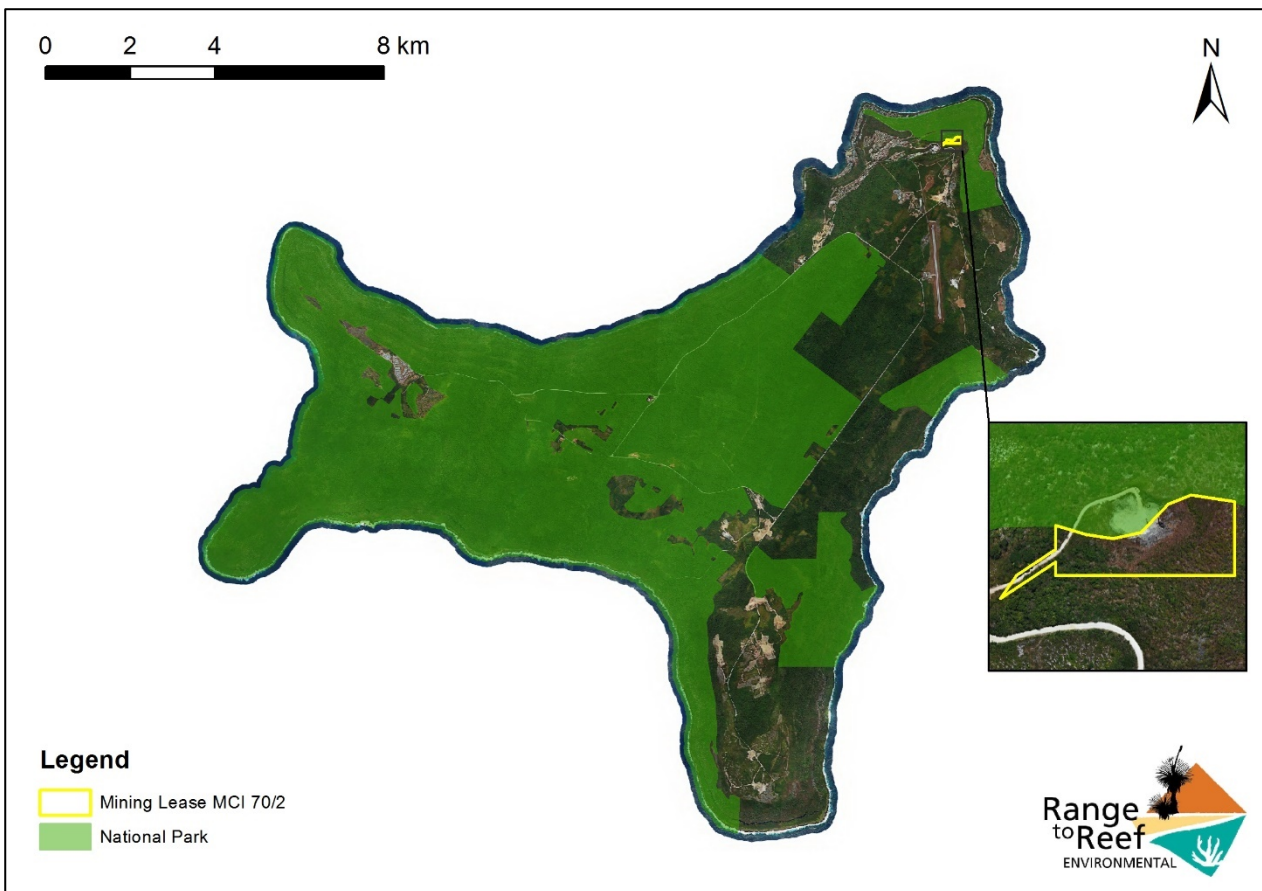 0 2 4 8 km
N
Legend
Mining Lease MCI 70/2
National Park
Range
to Reef
ENVIRONMENTAL